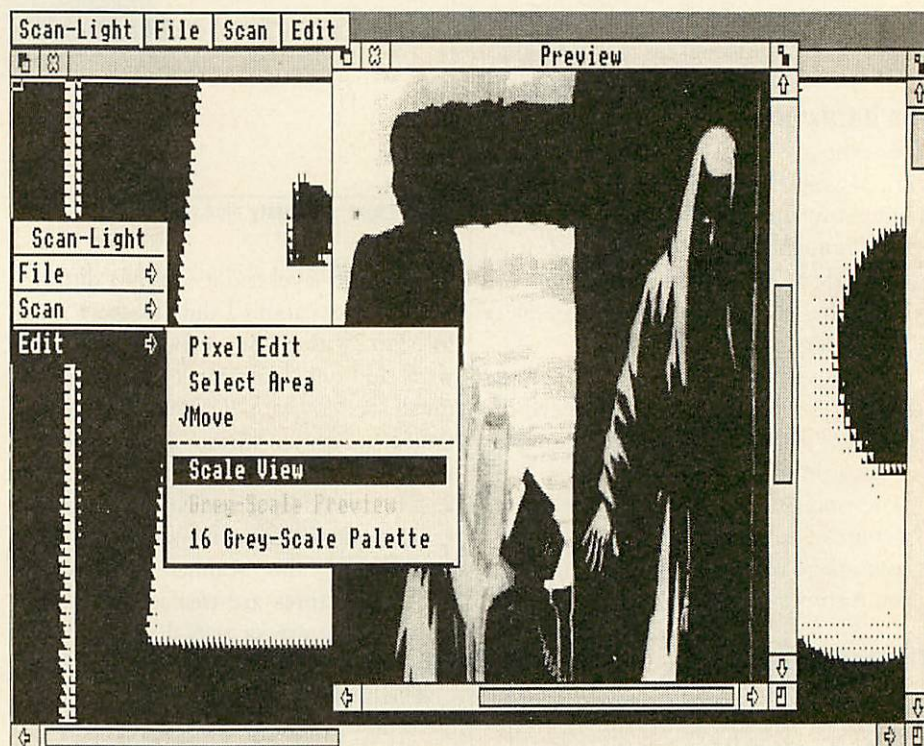 Scan-Light File Scan Edit
Preview
Scan-Light
File
Scan
Edit
Pixel Edit
Select Area
√Move
Scale View
Grey-Scale Preview
16 Grey-Scale Palette